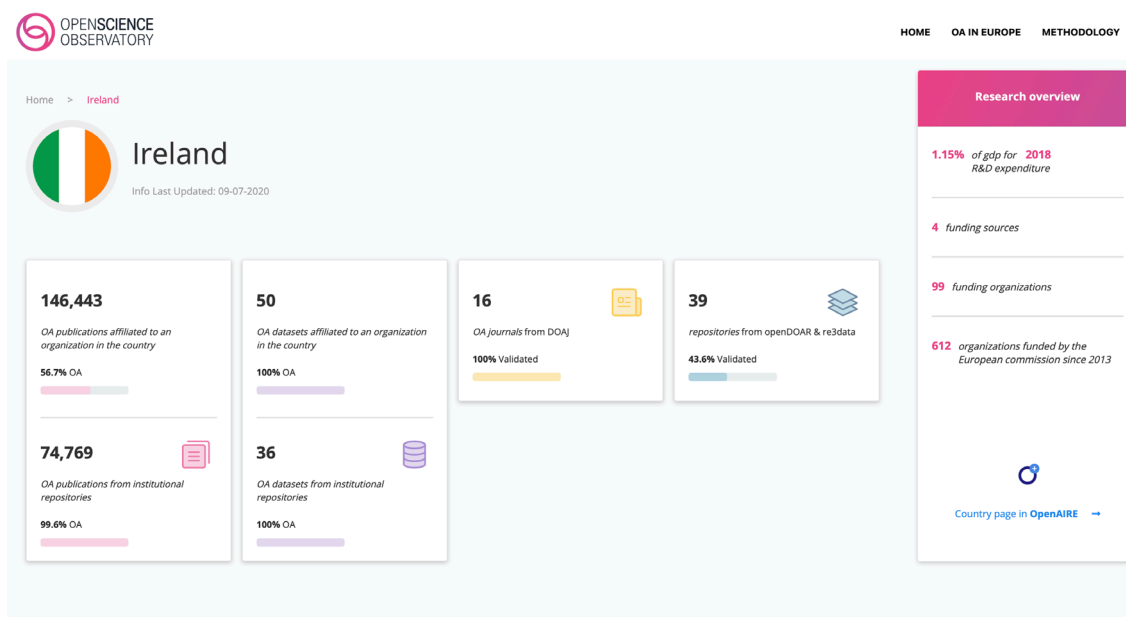 OPENSCIENCE
OBSERVATORY
HOME OA IN EUROPE METHODOLOGY
Home > Ireland
Ireland
Info Last Updated: 09-07-2020
146,443
OA publications affiliated to an
organization in the country
56.7% OA
74,769
OA publications from institutional
repositories
99.6% OA
50
OA datasets affiliated to an organization
in the country
100% OA
36
OA datasets from institutional
repositories
100% OA
16
OA journals from DOAJ
100% Validated
39
repositories from openDOAR & re3data
43.6% Validated
Research overview
1.15% of gdp for 2018
R&D expenditure
4 funding sources
99 funding organizations
612 organizations funded by the
European commission since 2013
Country page in OpenAIRE →